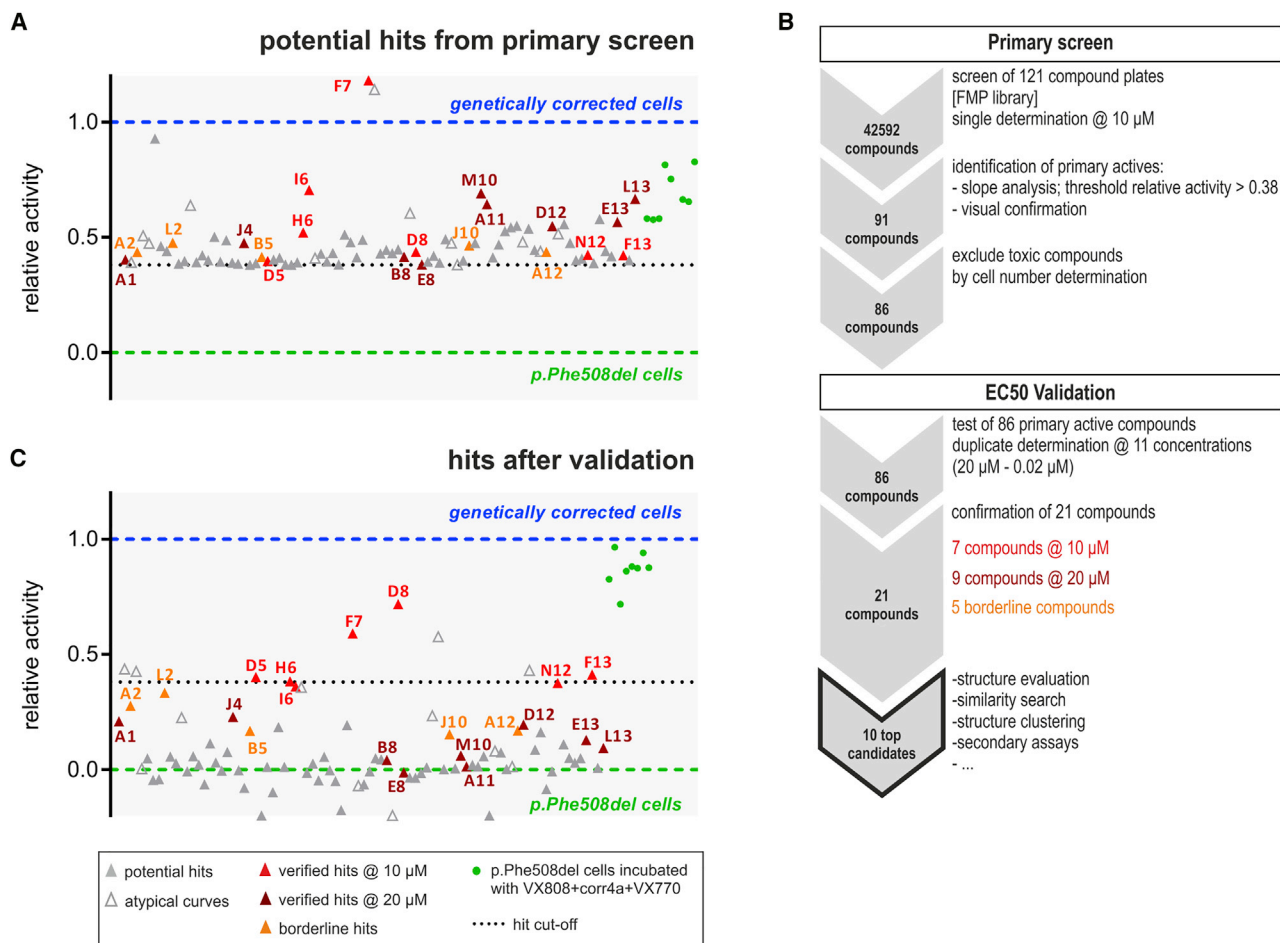 A
potential hits from primary screen
relative activity
1.0
0.5
0.0
genetically corrected cells
p.Phe508del cells
F7
I6
H6
M10
A11
L13
E13
D12
J4
L2
A2
A1
B5
D5
D8
B8
E8
J10
A12
N12
F13
B
Primary screen
42592
compounds
screen of 121 compound plates
[FMP library]
single determination @ 10 µM
91
compounds
identification of primary actives:
- slope analysis; threshold relative activity > 0.38
- visual confirmation
86
compounds
exclude toxic compounds
by cell number determination
EC50 Validation
86
compounds
test of 86 primary active compounds
duplicate determination @ 11 concentrations
(20 µM - 0.02 µM)
21
compounds
confirmation of 21 compounds
7 compounds @ 10 µM
9 compounds @ 20 µM
5 borderline compounds
10 top
candidates
-structure evaluation
-similarity search
-structure clustering
-secondary assays
- ...
C
hits after validation
relative activity
1.0
0.5
0.0
genetically corrected cells
p.Phe508del cells
D8
F7
D5
H6
I6
N12
F13
L2
A2
A1
J4
B5
B8
E8
J10
M10
A11
A12
D12
E13
L13
potential hits
atypical curves
verified hits @ 10 µM
verified hits @ 20 µM
borderline hits
p.Phe508del cells incubated
with VX808+corr4a+VX770
hit cut-off